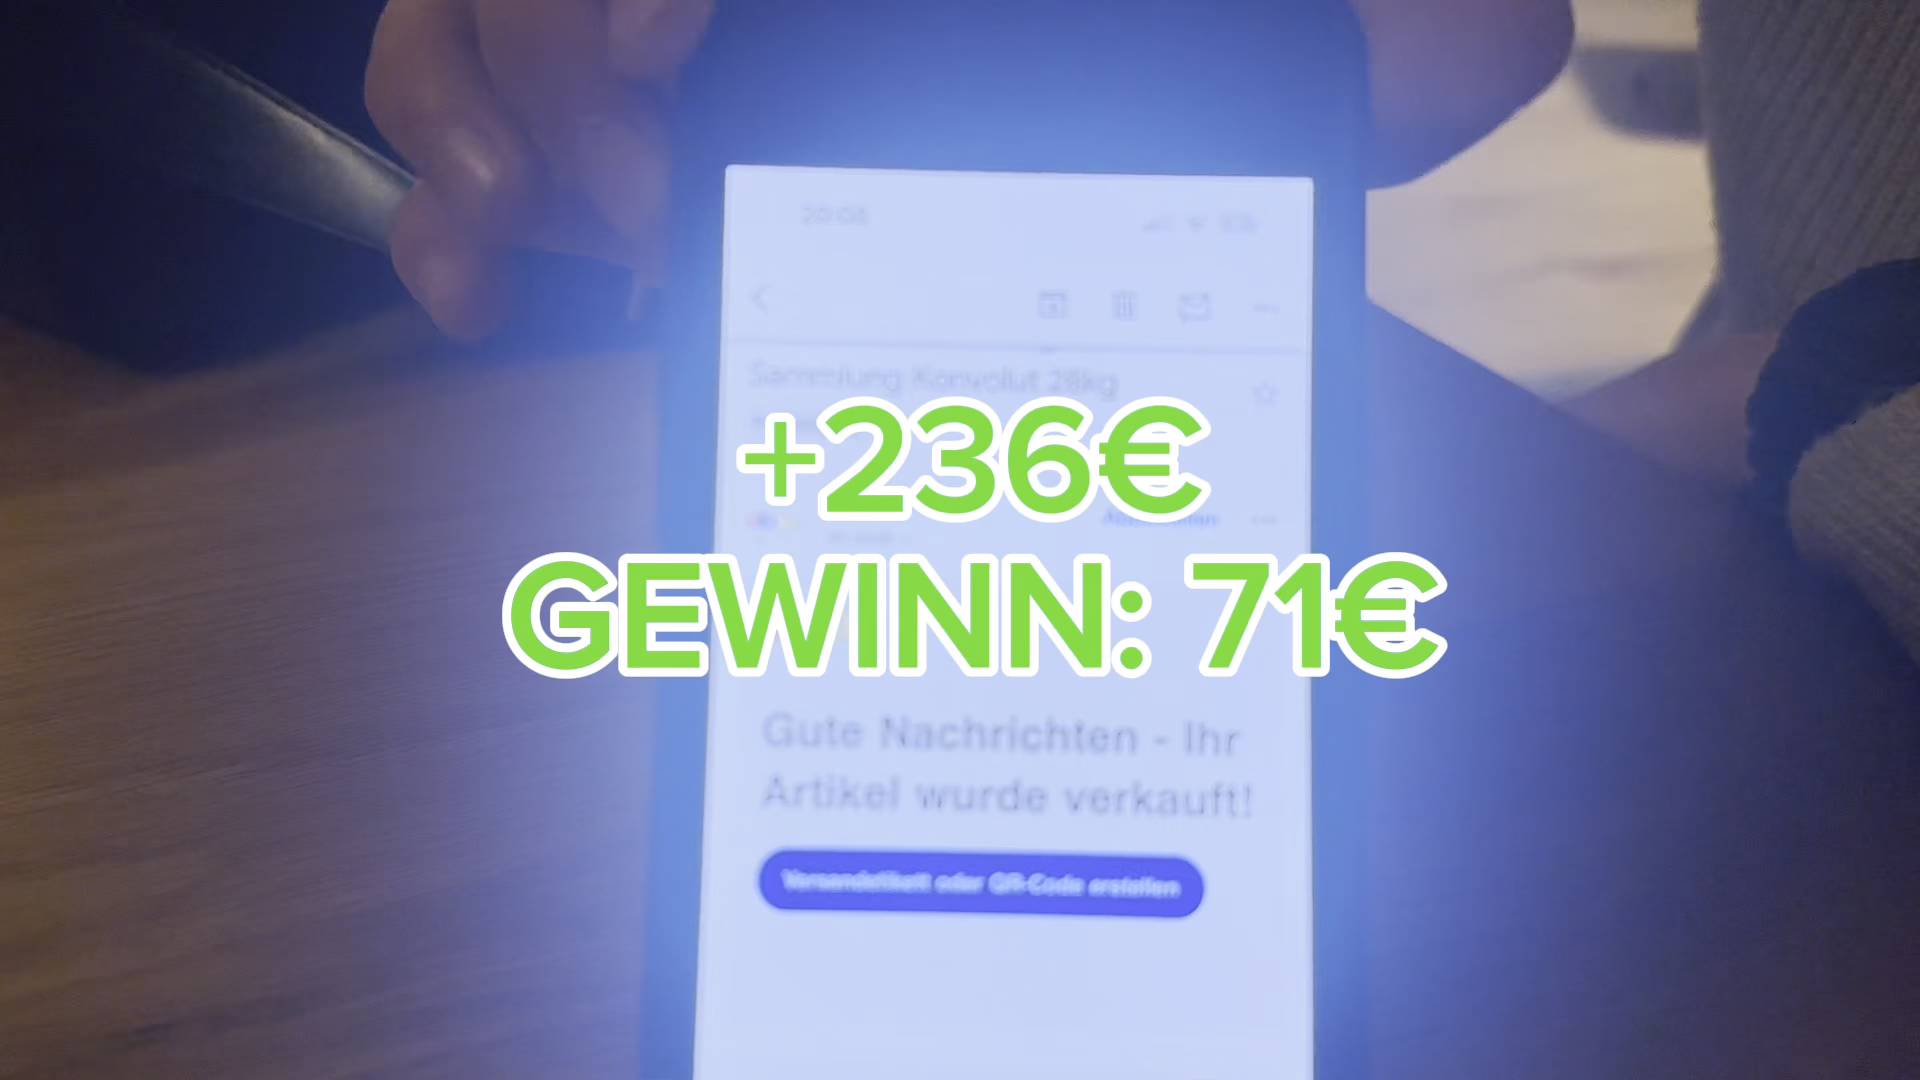 Sammlung Konvolut 28kg
+236€
GEWINN: 71€
Gute Nachrichten - Ihr
Artikel wurde verkauft!
Versandetikett oder QR-Code erstellen